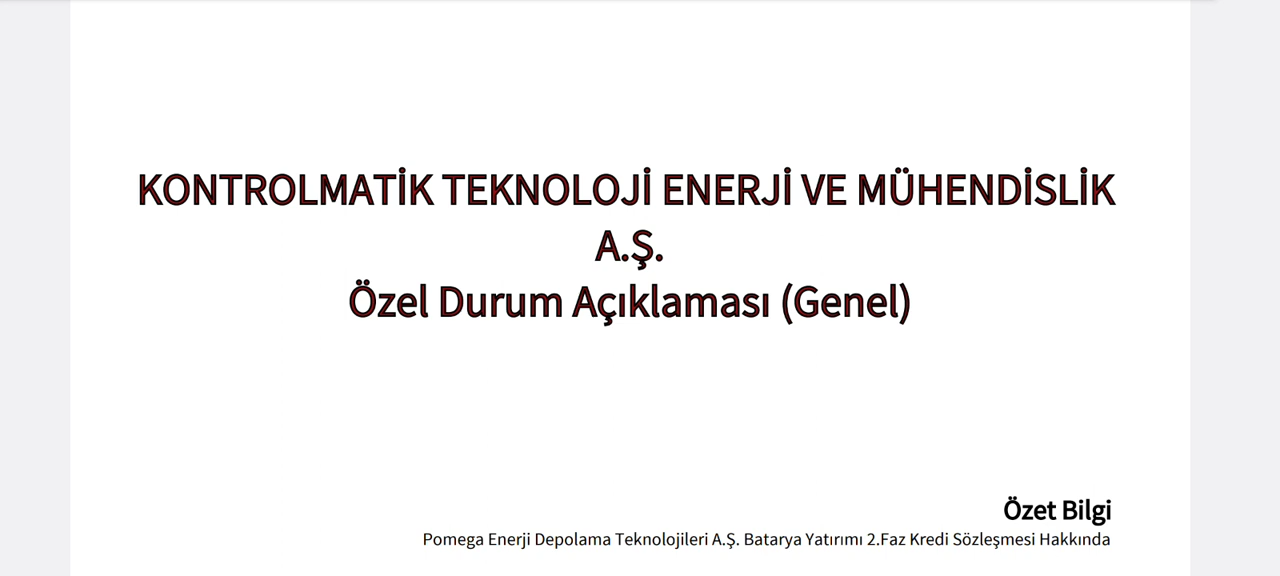 KONTROLMATİK TEKNOLOJİ ENERJİ VE MÜHENDİSLİK
A.Ş.
Özel Durum Açıklaması (Genel)
Özet Bilgi
Pomega Enerji Depolama Teknolojileri A.Ş. Batarya Yatırımı 2.Faz Kredi Sözleşmesi Hakkında